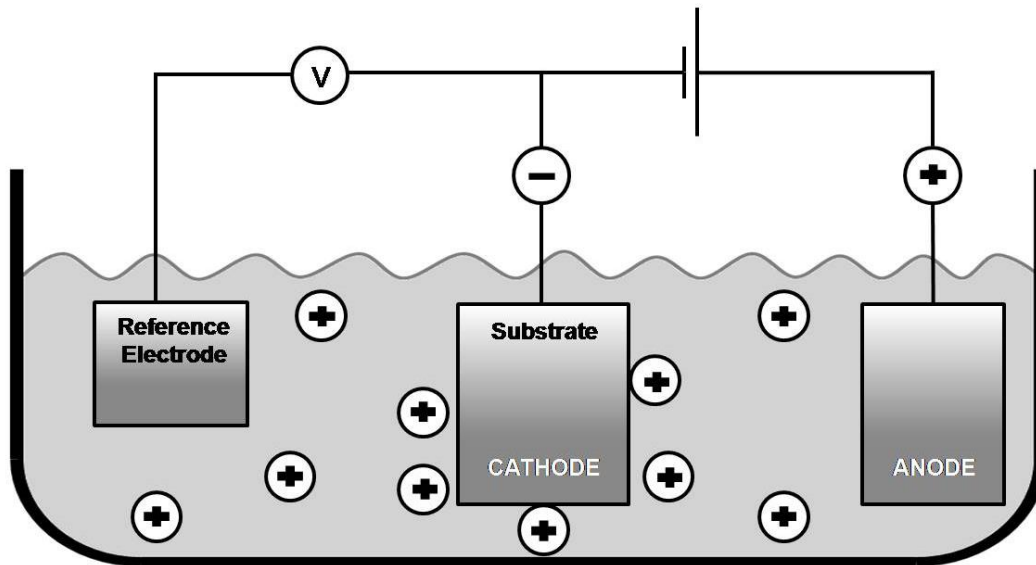 V
−
+
Reference
Electrode
+
Substrate
+
+
+
+
CATHODE
+
+
ANODE
+
+
+